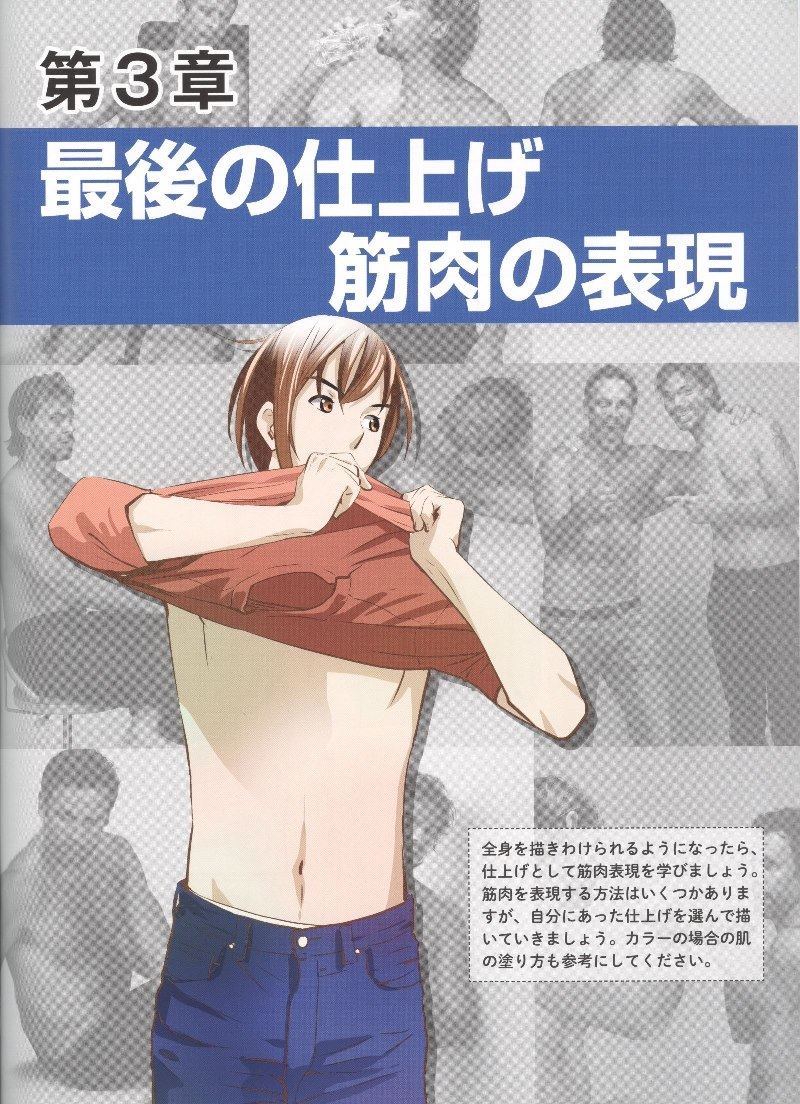 第3章
最後の仕上げ
筋肉の表現
全身を描きわけられるようになったら、
仕上げとして筋肉表現を学びましょう。
筋肉を表現する方法はいくつかありま
すが、自分にあった仕上げを選んで描
いていきましょう。カラーの場合の肌
の塗り方も参考にしてください。